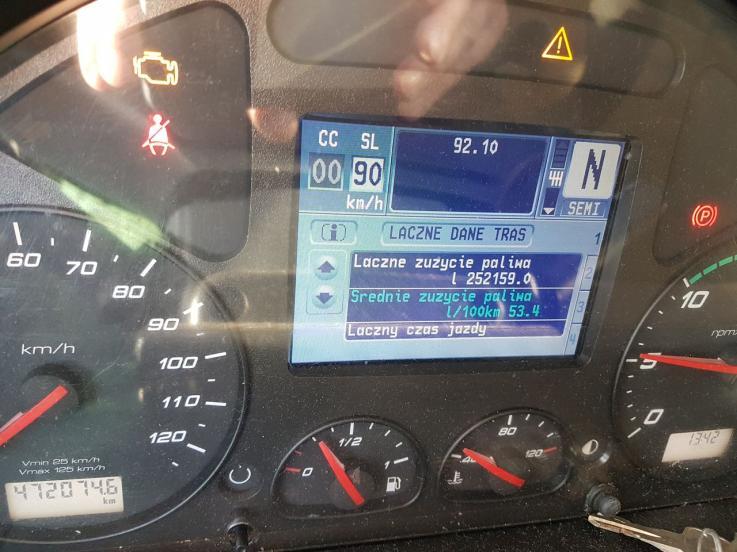 CC SL
00 90
km/h
92.10
N
SEMI
i LACZNE DANE TRAS 1
Laczne zuzycie paliwa
l 252159.0
2
Srednie zuzycie paliwa
l/100km 53.4
3
Laczny czas jazdy
4
P
60 70 80 90 100 110 120
km/h
Vmin 25 km/h
Vmax 125 km/h
472074.6
km
0 1/2 1
40 80 120
10
5
0
rpm
13:42